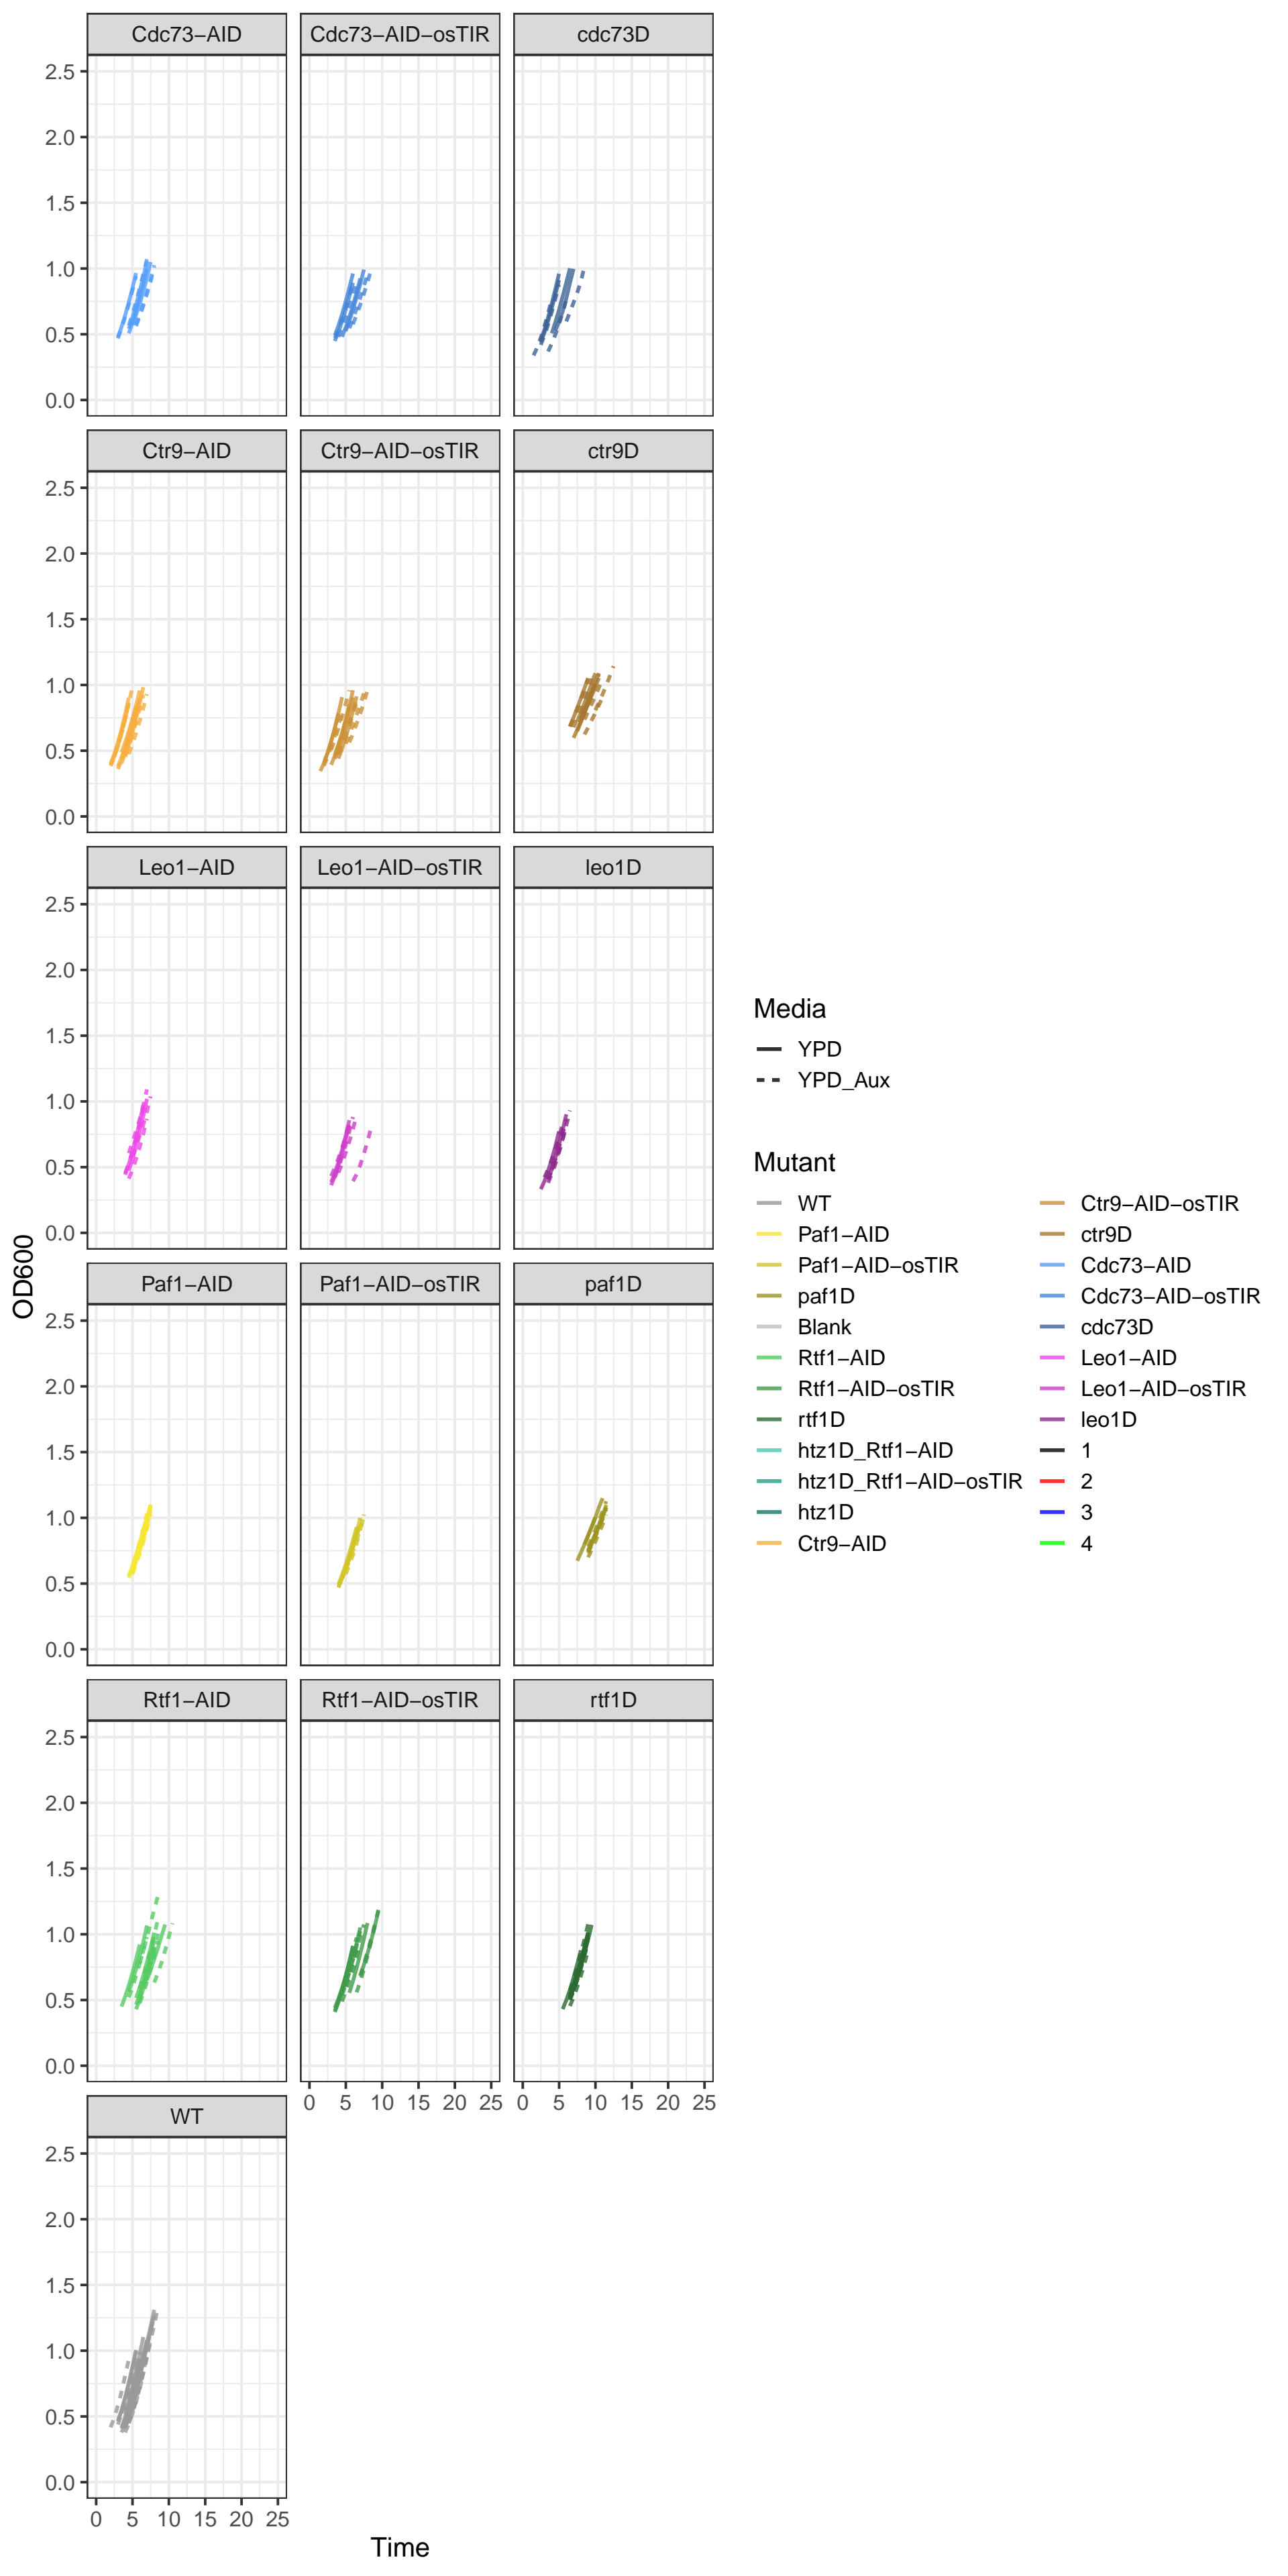 Cdc73−AID Cdc73−AID−osTIR cdc73D
2.5
2.0
1.5
1.0
0.5
0.0
Ctr9−AID Ctr9−AID−osTIR ctr9D
2.5
2.0
1.5
1.0
0.5
0.0
Leo1−AID Leo1−AID−osTIR leo1D
2.5
2.0
1.5
1.0
0.5
0.0
Paf1−AID Paf1−AID−osTIR paf1D
2.5
2.0
1.5
1.0
0.5
0.0
Rtf1−AID Rtf1−AID−osTIR rtf1D
2.5
2.0
1.5
1.0
0.5
0.0
0 5 10 15 20 25 0 5 10 15 20 25
WT
2.5
2.0
1.5
1.0
0.5
0.0
0 5 10 15 20 25
Time
OD600
Media
YPD
YPD_Aux
Mutant
WT
Paf1−AID
Paf1−AID−osTIR
paf1D
Blank
Rtf1−AID
Rtf1−AID−osTIR
rtf1D
htz1D_Rtf1−AID
htz1D_Rtf1−AID−osTIR
htz1D
Ctr9−AID
Ctr9−AID−osTIR
ctr9D
Cdc73−AID
Cdc73−AID−osTIR
cdc73D
Leo1−AID
Leo1−AID−osTIR
leo1D
1
2
3
4